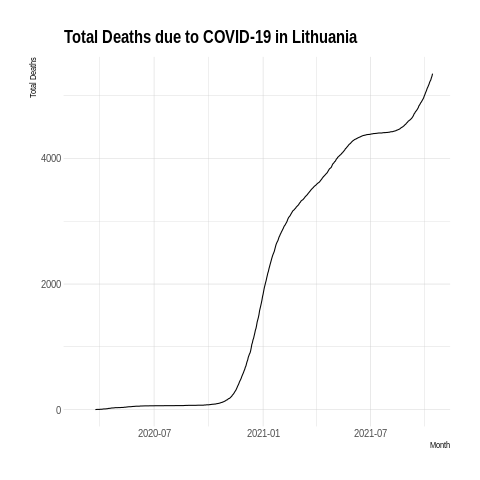 Total Deaths due to COVID-19 in Lithuania
Total Deaths
4000
2000
0
2020-07 2021-01 2021-07
Month